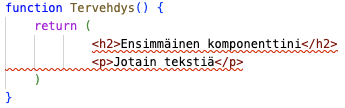 function Tervehdys() {
    return (
            <h2>Ensimmäinen komponenttini</h2>
            <p>Jotain tekstiä</p>
    )
}